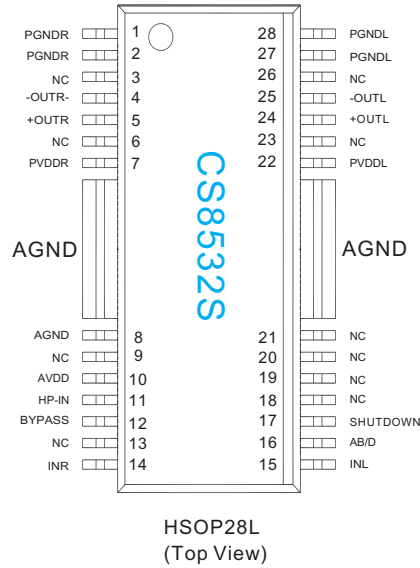 PGNDR 1 28 PGNDL
PGNDR 2 27 PGNDL
NC 3 26 NC
-OUTR- 4 25 -OUTL
+OUTR 5 24 +OUTL
NC 6 23 NC
PVDDR 7 22 PVDDL
CS8532S
AGND AGND
AGND 8 21 NC
NC 9 20 NC
AVDD 10 19 NC
HP-IN 11 18 NC
BYPASS 12 17 SHUTDOWN
NC 13 16 AB/D
INR 14 15 INL
HSOP28L
(Top View)